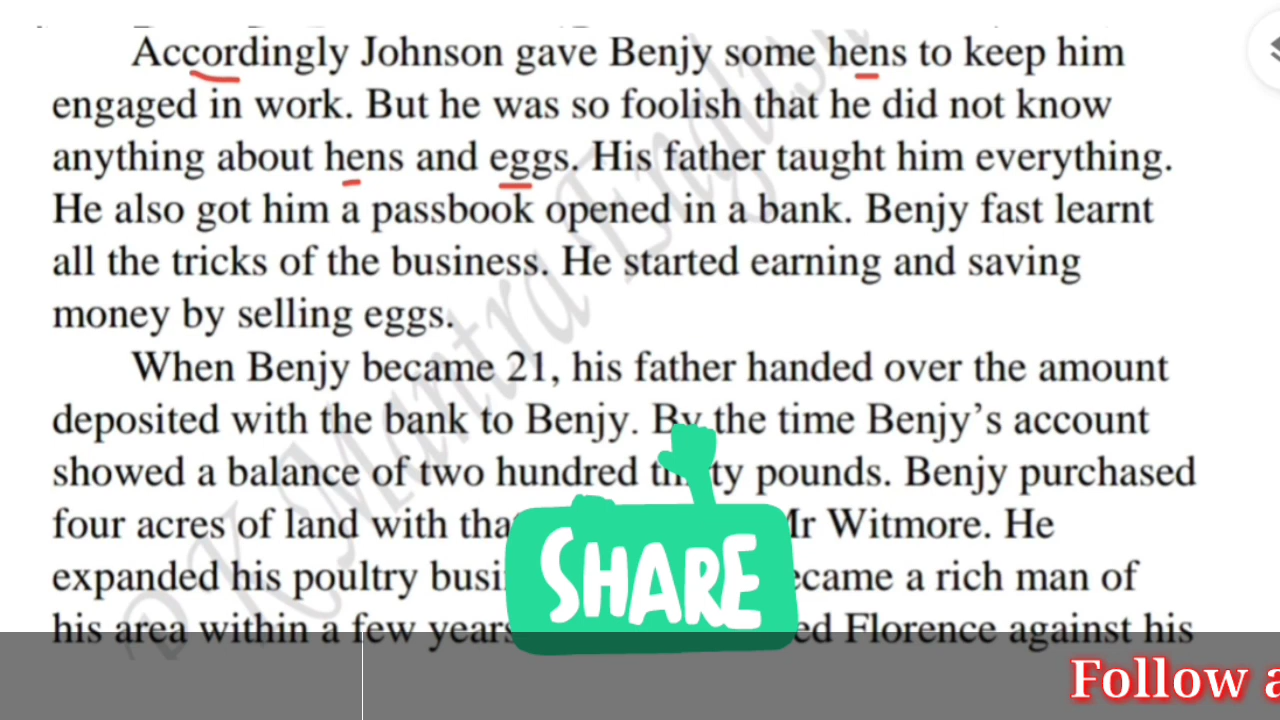 Accordingly Johnson gave Benjy some hens to keep him
engaged in work. But he was so foolish that he did not know
anything about hens and eggs. His father taught him everything.
He also got him a passbook opened in a bank. Benjy fast learnt
all the tricks of the business. He started earning and saving
money by selling eggs.
When Benjy became 21, his father handed over the amount
deposited with the bank to Benjy. By the time Benjy's account
showed a balance of two hundred pounds. Benjy purchased
four acres of land with Mr Witmore. He
expanded his poultry a rich man of
his area within a few years Florence against his
SHARE
K Mantra English
Follow